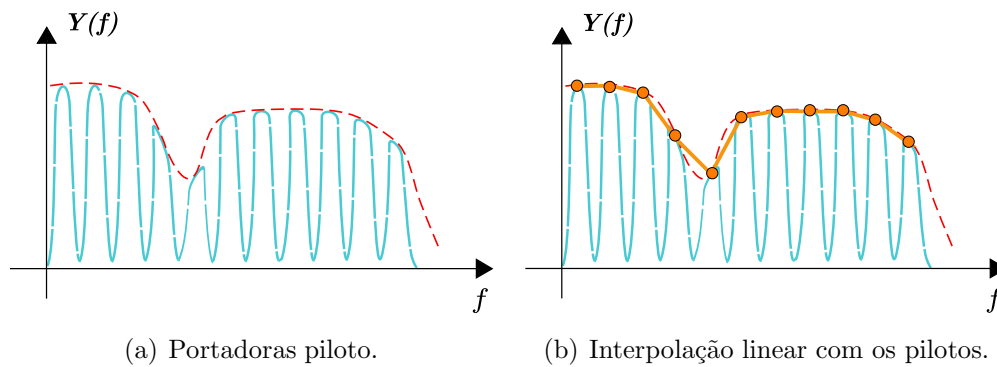 Y(f)
f
(a) Portadoras piloto.
Y(f)
f
(b) Interpolação linear com os pilotos.